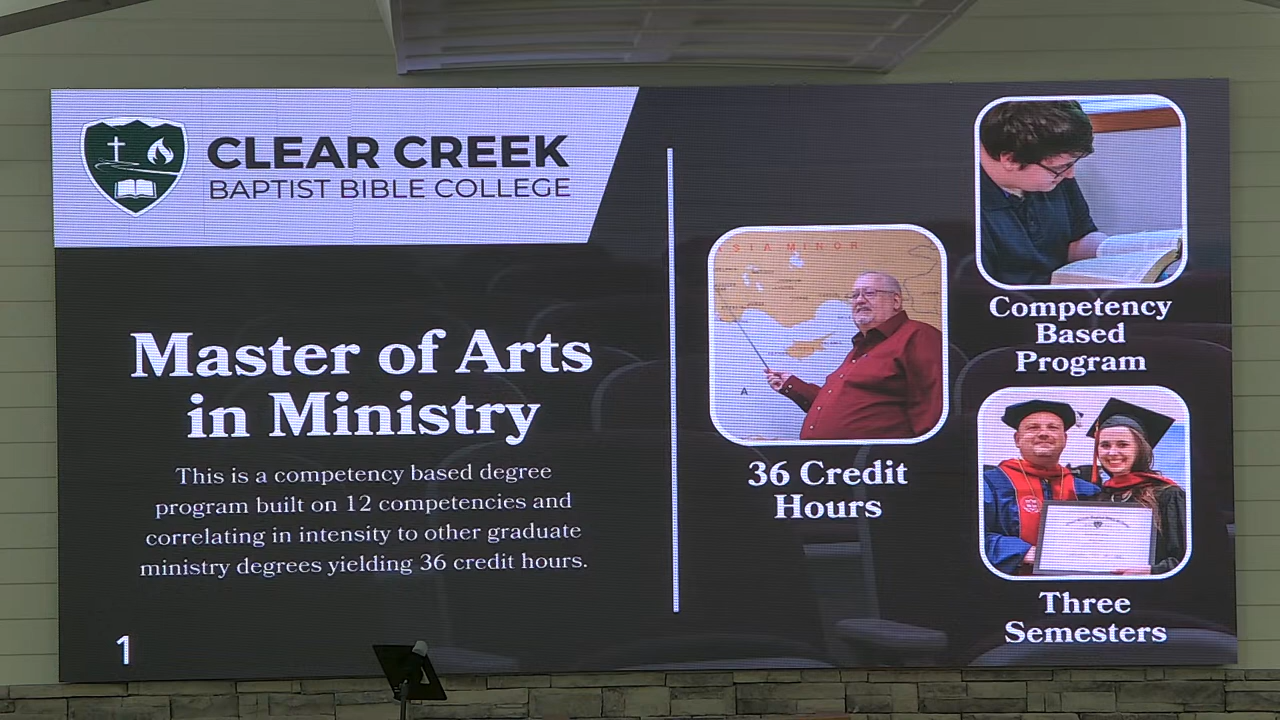 CLEAR CREEK
BAPTIST BIBLE COLLEGE
Master of Arts
in Ministry
This is a competency based degree
program built on 12 competencies and
correlating in intensity other graduate
ministry degrees yielding 36 credit hours.
1
ASIA MINOR
36 Credit
Hours
Competency
Based
Program
Three
Semesters